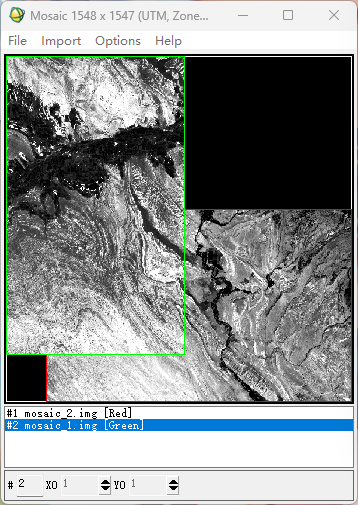 Mosaic 1548 x 1547 (UTM, Zone...
File Import Options Help
#1 mosaic_2.img [Red]
#2 mosaic_1.img [Green]
# 2 XO 1 YO 1